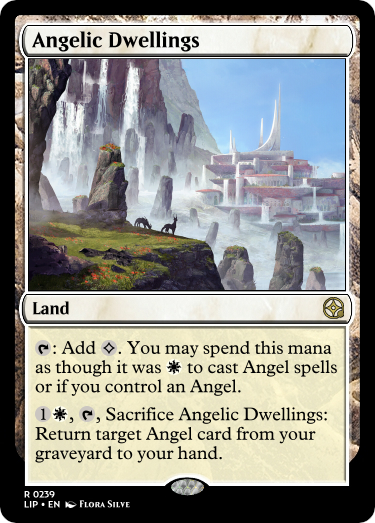 Angelic Dwellings
Land
: Add . You may spend this mana
as though it was to cast Angel spells
or if you control an Angel.
1 , , Sacrifice Angelic Dwellings:
Return target Angel card from your
graveyard to your hand.
R 0239
LIP • EN Flora Silve